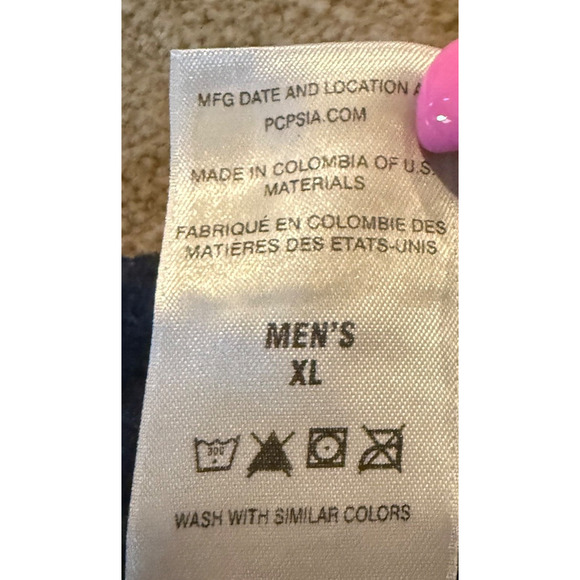 MFG DATE AND LOCATION
PCPSIA.COM
MADE IN COLOMBIA OF U.S.
MATERIALS
FABRIQUÉ EN COLOMBIE DES
MATIÈRES DES ETATS-UNIS
MEN'S
XL
WASH WITH SIMILAR COLORS